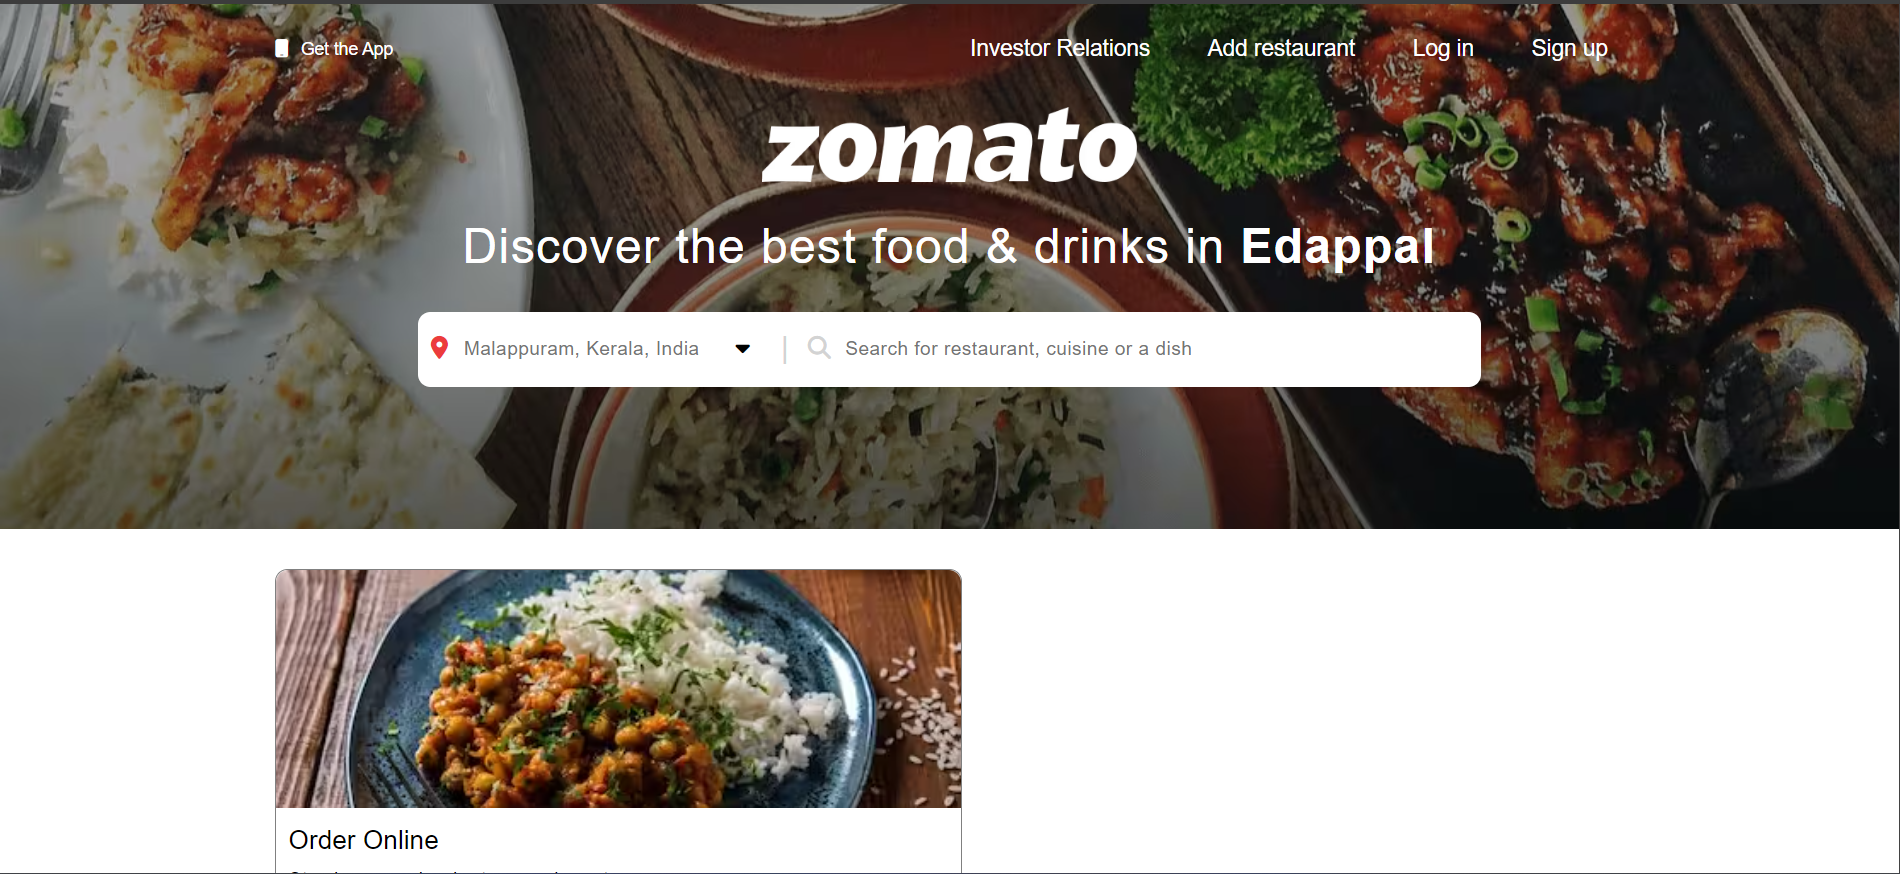 Get the App
Investor Relations
Add restaurant
Log in
Sign up
zomato
Discover the best food & drinks in Edappal
Malappuram, Kerala, India
Search for restaurant, cuisine or a dish
Order Online